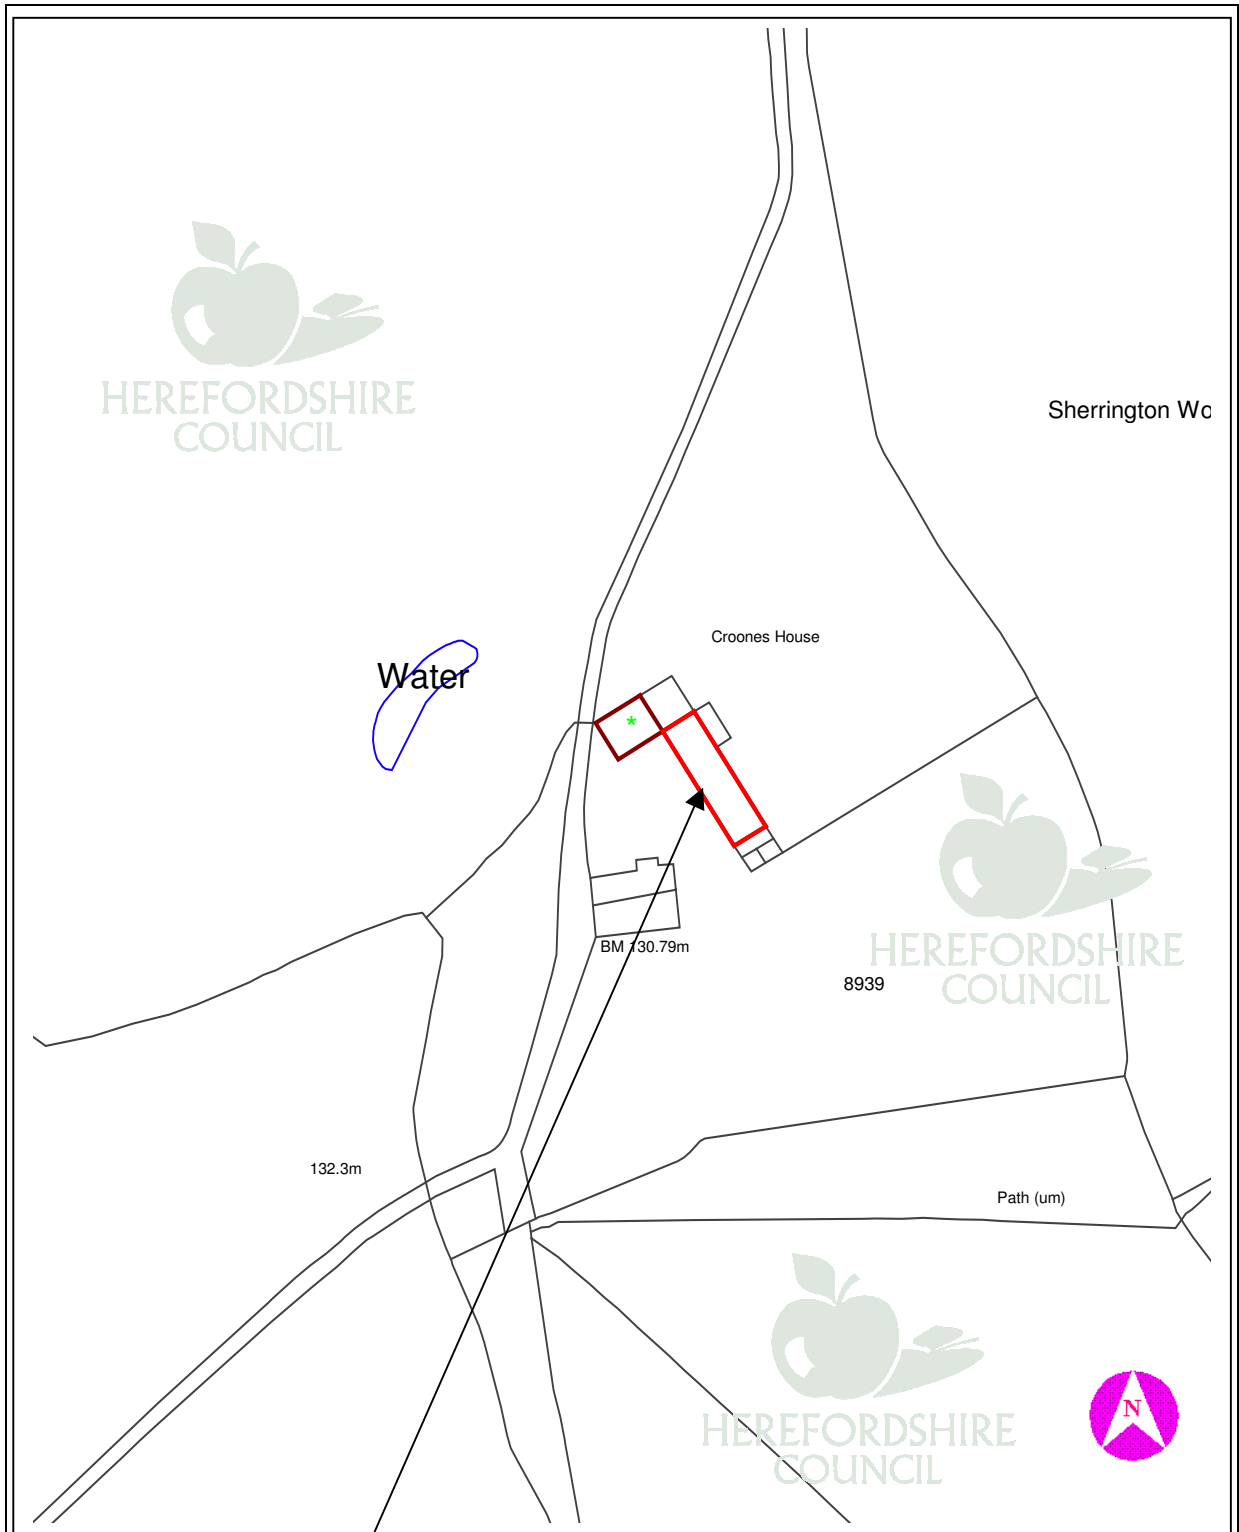 HEREFORDSHIRE
COUNCIL
Sherrington Wo
Croones House
Water
*
HEREFORDSHIRE
COUNCIL
BM 130.79m
8939
132.3m
Path (um)
HEREFORDSHIRE
COUNCIL
N